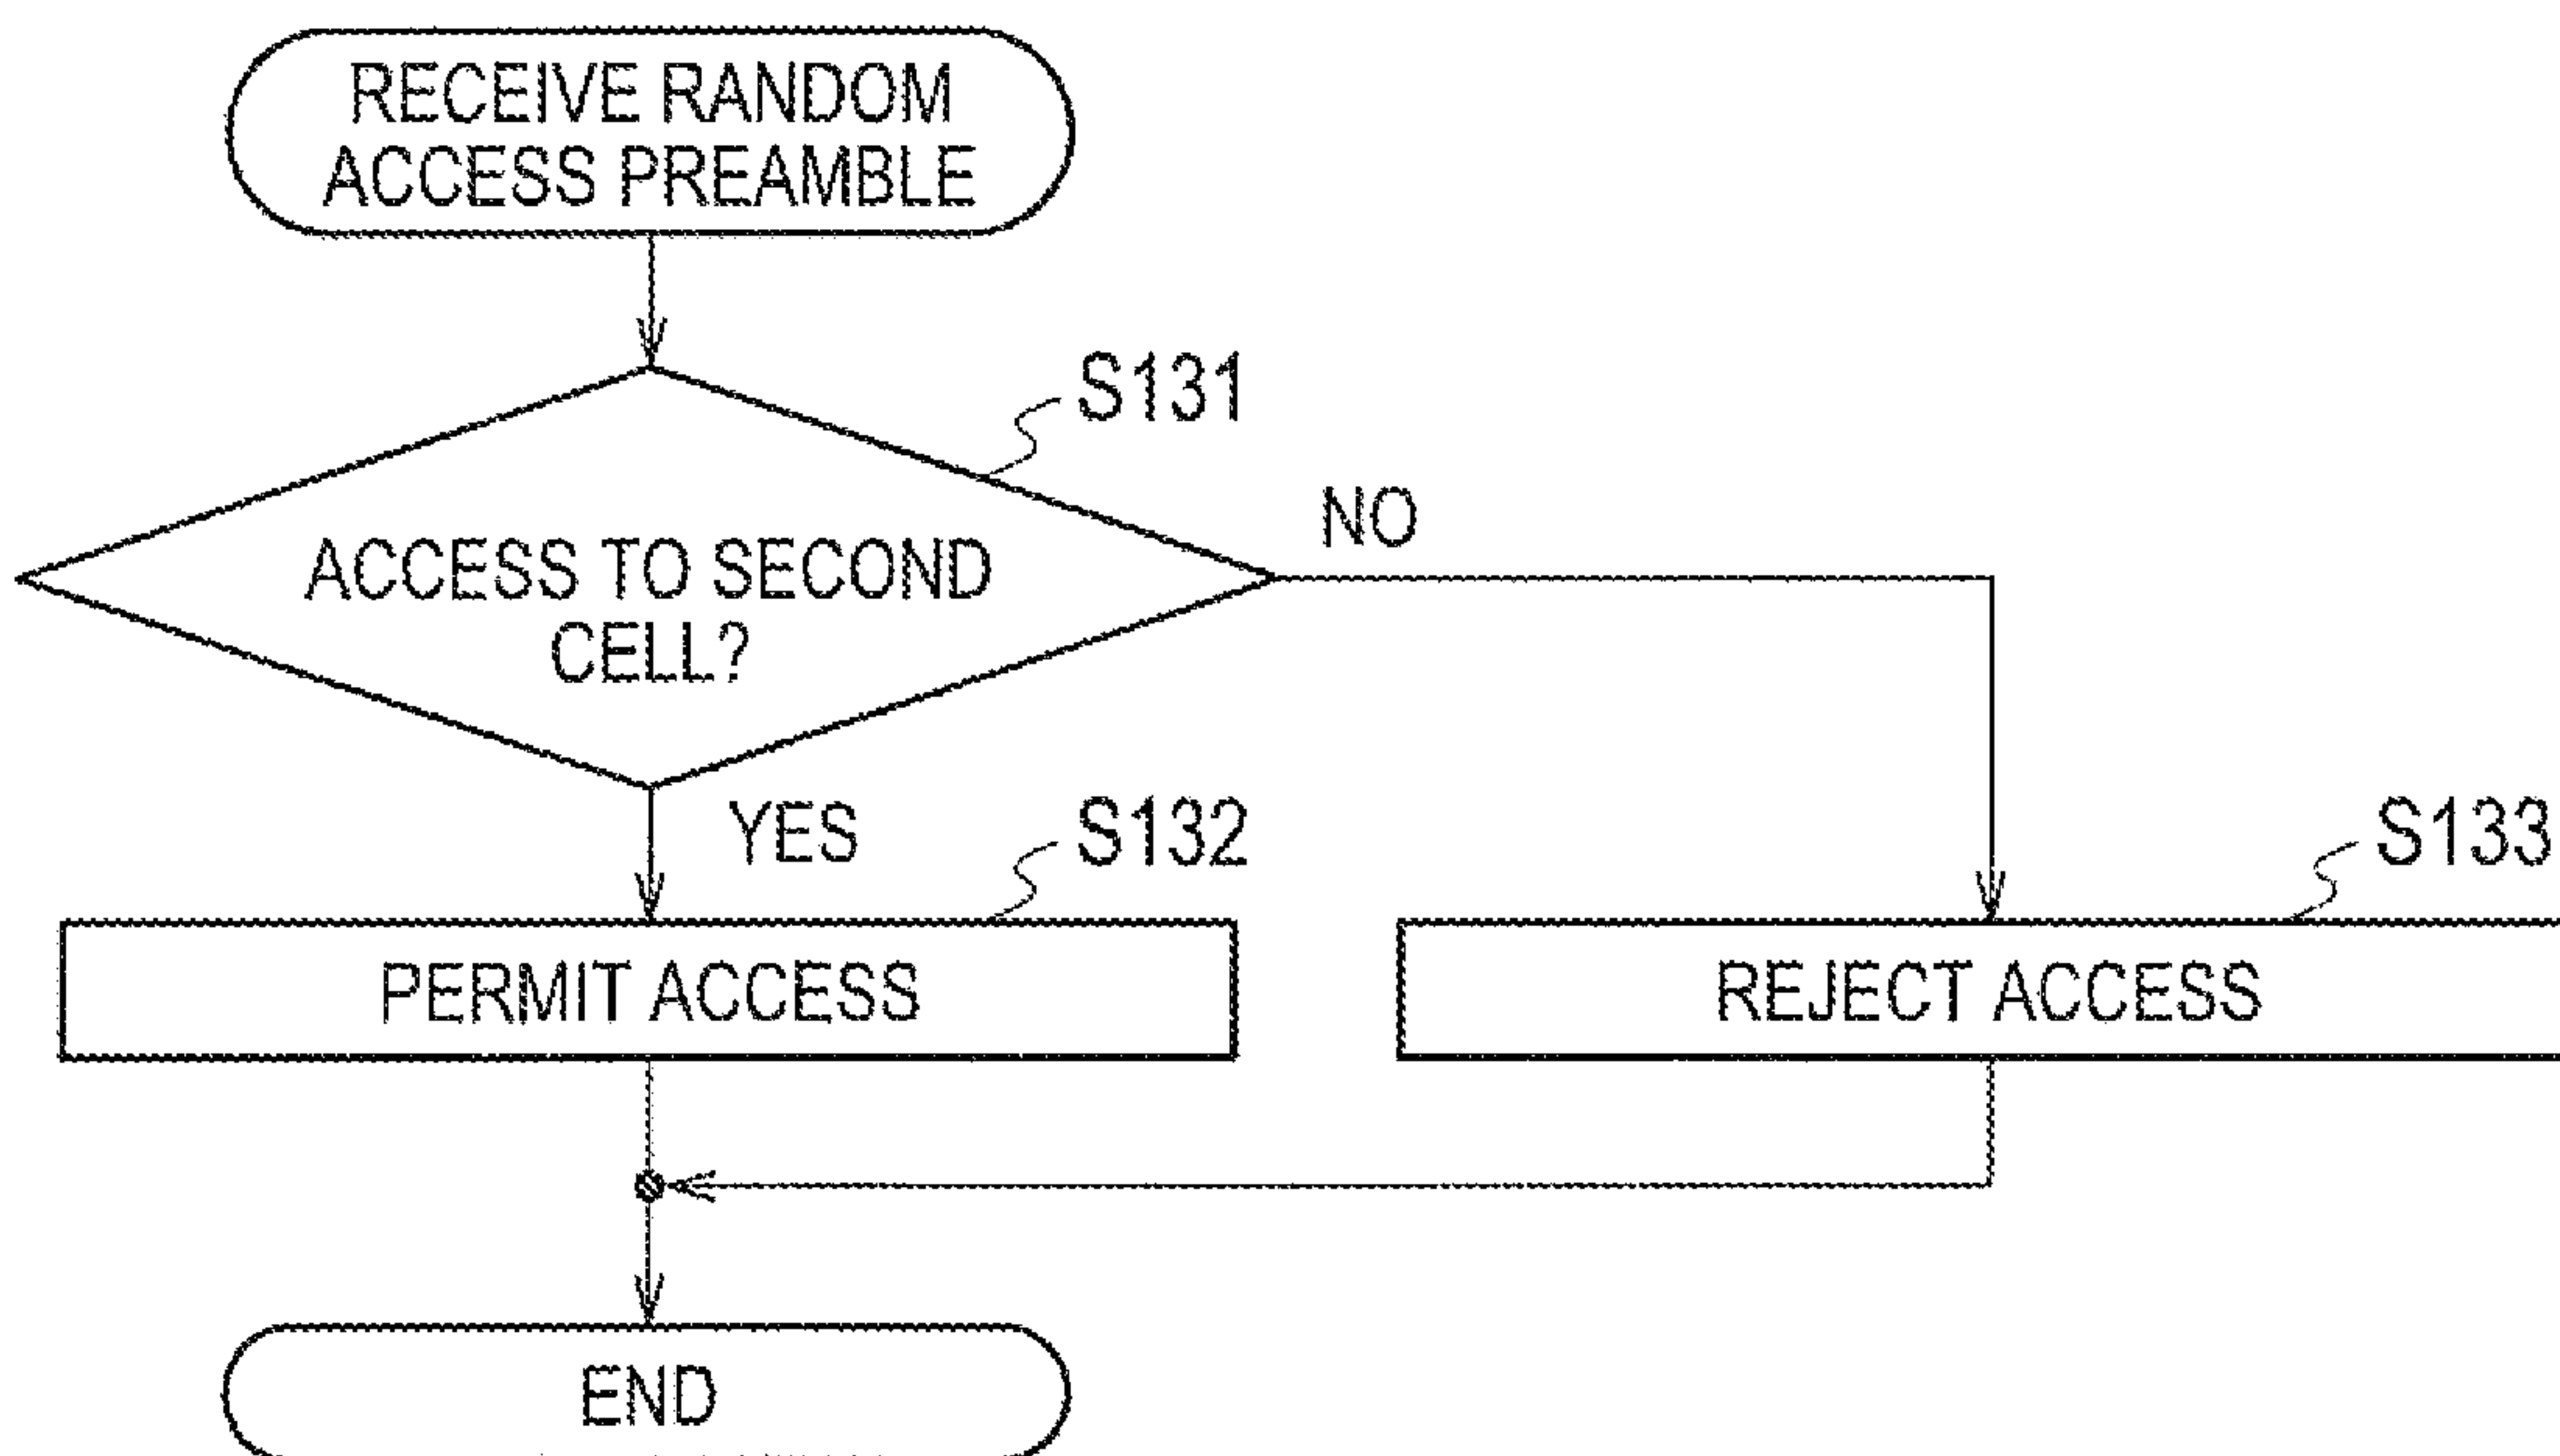 RECEIVE RANDOM
ACCESS PREAMBLE
S131
ACCESS TO SECOND
CELL?
NO
YES
S132
S133
PERMIT ACCESS
REJECT ACCESS
END